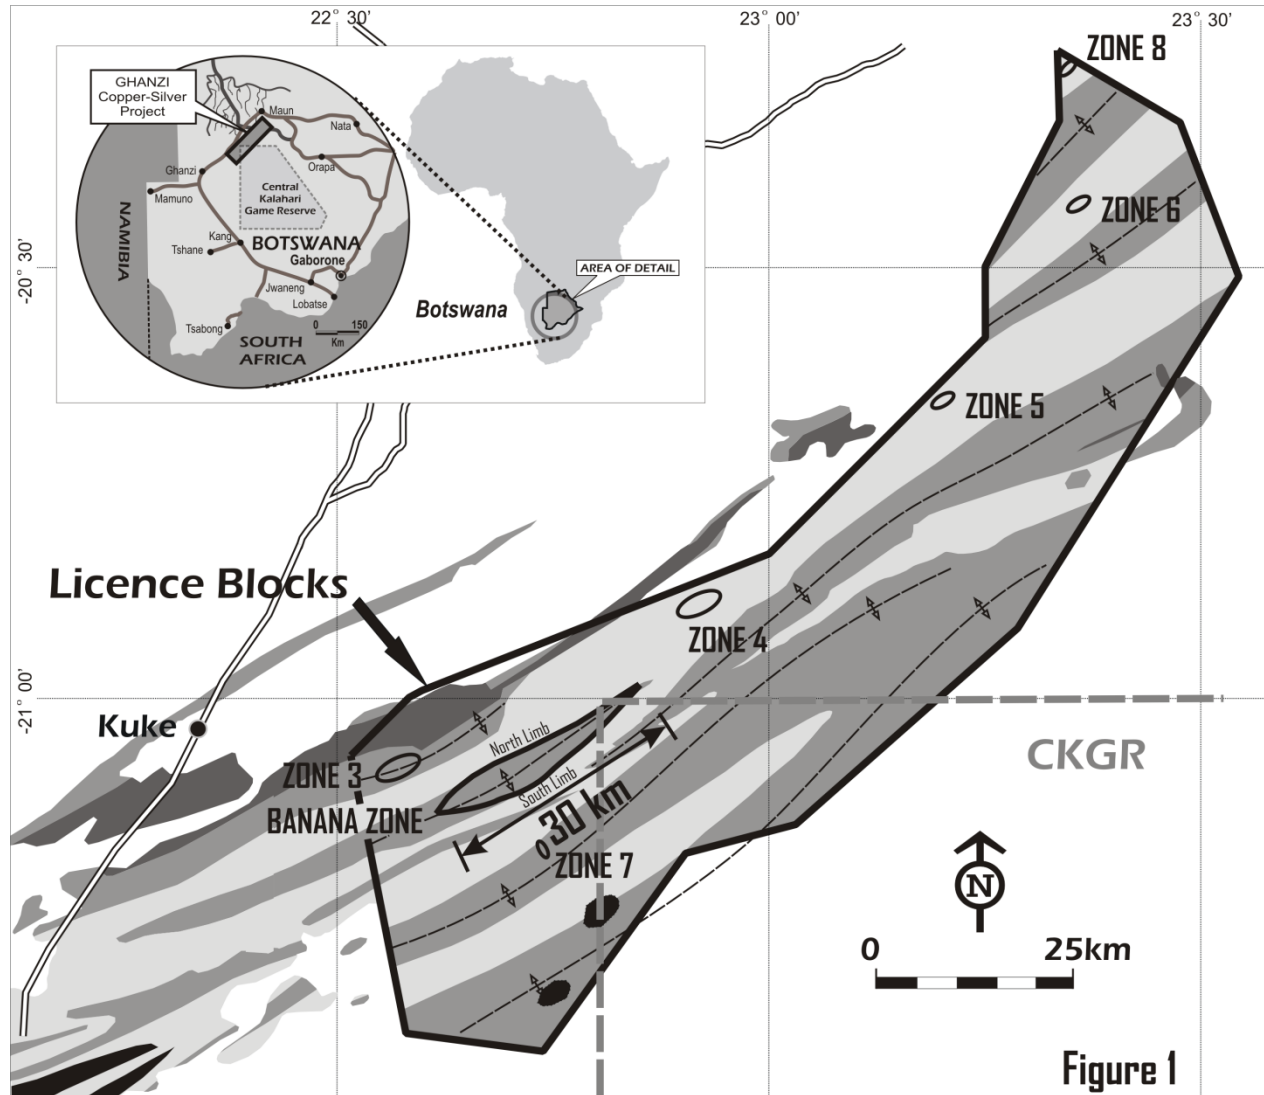 22° 30'
23° 00'
23° 30'
ZONE 8
GHANZI
Copper-Silver
Project
Maun
Nata
Orapa
Ghanzi
Mamuno
Central
Kalahari
Game Reserve
NAMIBIA
Kang
BOTSWANA
Tshane
Gaborone
Jwaneng
Lobatse
Tsabong
0 150
Km
SOUTH
AFRICA
AREA OF DETAIL
Botswana
ZONE 6
-20° 30'
ZONE 5
Licence Blocks
ZONE 4
-21° 00'
Kuke
North Limb
ZONE 3
South Limb
30 km
BANANA ZONE
CKGR
ZONE 7
N
0 25km
Figure 1